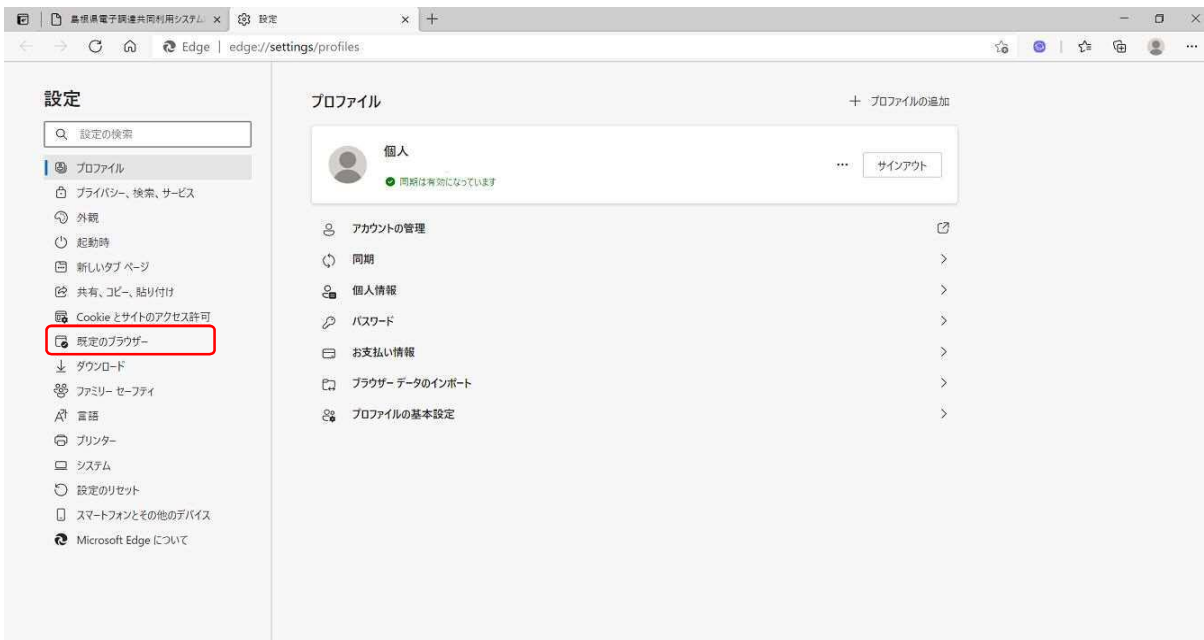 島根県電子調達共同利用システム
設定
Edge | edge://settings/profiles
設定
設定の検索
プロファイル
プライバシー、検索、サービス
外観
起動時
新しいタブ ページ
共有、コピー、貼り付け
Cookie とサイトのアクセス許可
既定のブラウザー
ダウンロード
ファミリー セーフティ
言語
プリンター
システム
設定のリセット
スマートフォンとその他のデバイス
Microsoft Edge について
プロファイル
プロファイルの追加
個人
同期は有効になっています
サインアウト
アカウントの管理
同期
個人情報
パスワード
お支払い情報
ブラウザー データのインポート
プロファイルの基本設定